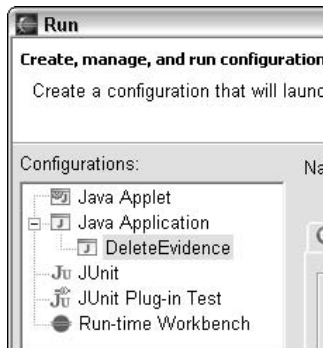 Run
Create, manage, and run configuration
Create a configuration that will launc
Configurations:
Na
Java Applet
Java Application
DeleteEvidence
Ju JUnit
JUnit Plug-in Test
Run-time Workbench